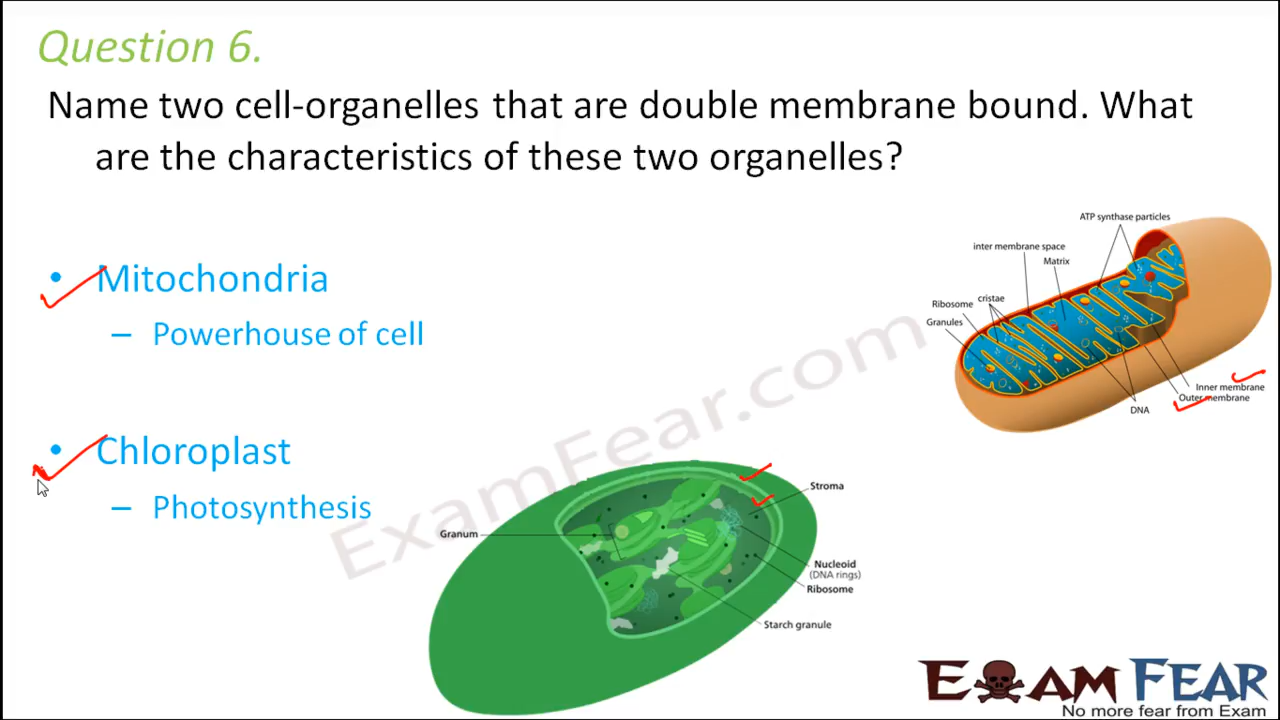 Question 6.
Name two cell-organelles that are double membrane bound. What
are the characteristics of these two organelles?
ATP synthase particles
inter membrane space
Matrix
Ribosome
cristae
Granules
Inner membrane
Outer membrane
DNA
• Mitochondria
– Powerhouse of cell
• Chloroplast
– Photosynthesis
Stroma
Granum
Nucleoid
(DNA rings)
Ribosome
Starch granule
ExamFear.com
EXAM FEAR
No more fear from Exam